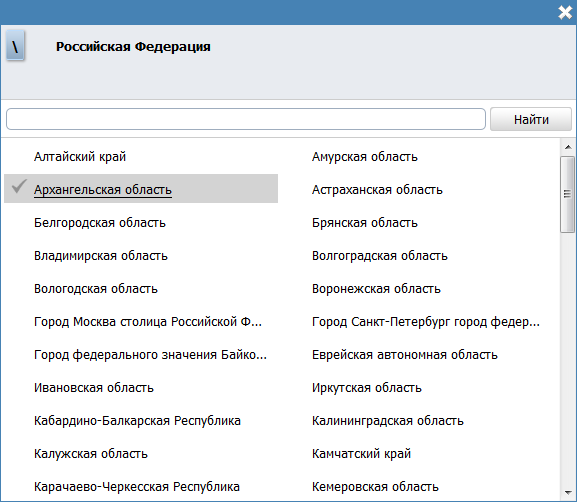 \
Российская Федерация
Найти
Алтайский край
Амурская область
Архангельская область
Астраханская область
Белгородская область
Брянская область
Владимирская область
Волгоградская область
Вологодская область
Воронежская область
Город Москва столица Российской Ф...
Город Санкт-Петербург город федер...
Город федерального значения Байко...
Еврейская автономная область
Ивановская область
Иркутская область
Кабардино-Балкарская Республика
Калининградская область
Калужская область
Камчатский край
Карачаево-Черкесская Республика
Кемеровская область